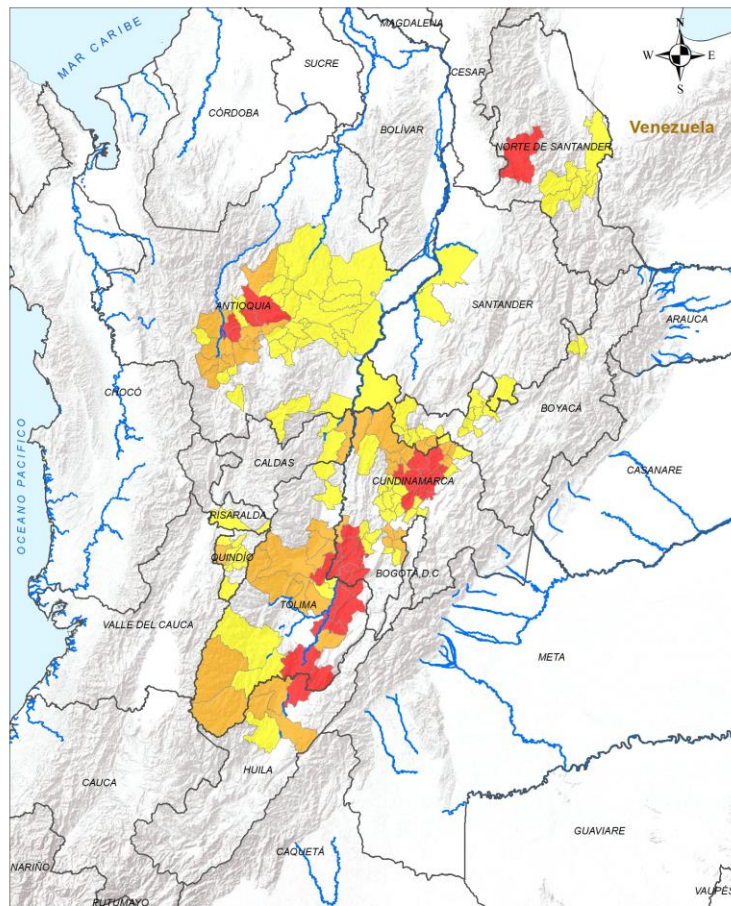 MAGDALENA
N
MAR CARIBE
W
E
S
SUCRE
CESAR
CÓRDOBA
BOLÍVAR
Venezuela
NORTE DE SANTANDER
ANTIOQUIA
SANTANDER
ARAUCA
CHOCÓ
BOYACÁ
OCEANO PACIFICO
CALDAS
CUNDINAMARCA
CASANARE
RISARALDA
QUINDÍO
BOGOTÁ, D.C
TOLIMA
VALLE DEL CAUCA
META
HUILA
CAUCA
GUAVIARE
CAQUETÁ
NARIÑO
PUTUMAYO
VAUPÉS